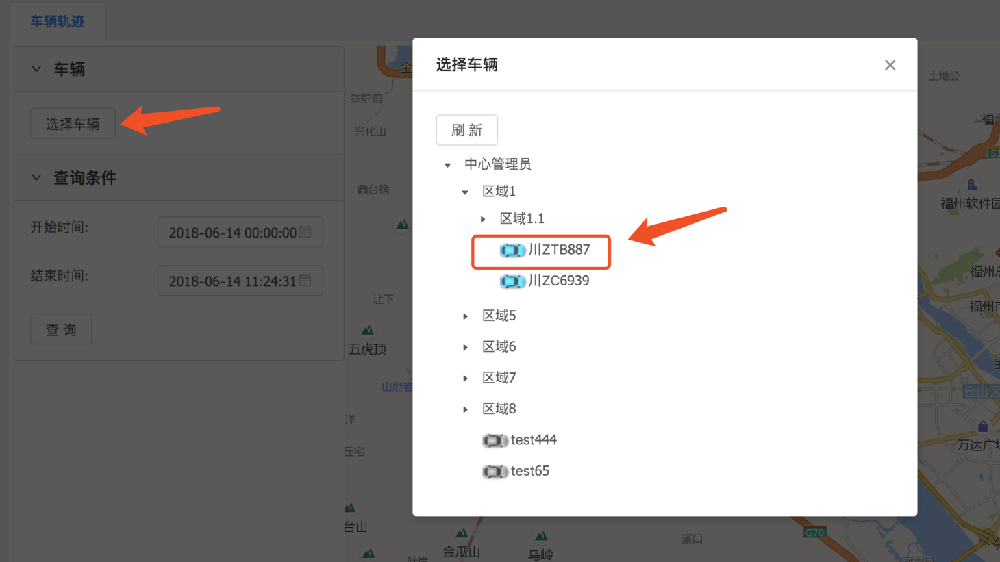 车辆轨迹
车辆
选择车辆
查询条件
开始时间:
2018-06-14 00:00:00
结束时间:
2018-06-14 11:24:31
查 询
选择车辆
刷 新
中心管理员
区域1
区域1.1
川ZTB887
川ZC6939
区域5
区域6
区域7
区域8
test444
test65
金
铁炉前
兴化山
鼎台确
让下
五虎顶
山磨岩
洋
丘宅
台山
金瓜山
乌岭
溪口
G70
土地公
福州
S1
福州软件园
福州总
福州市
仓山区
万达广场